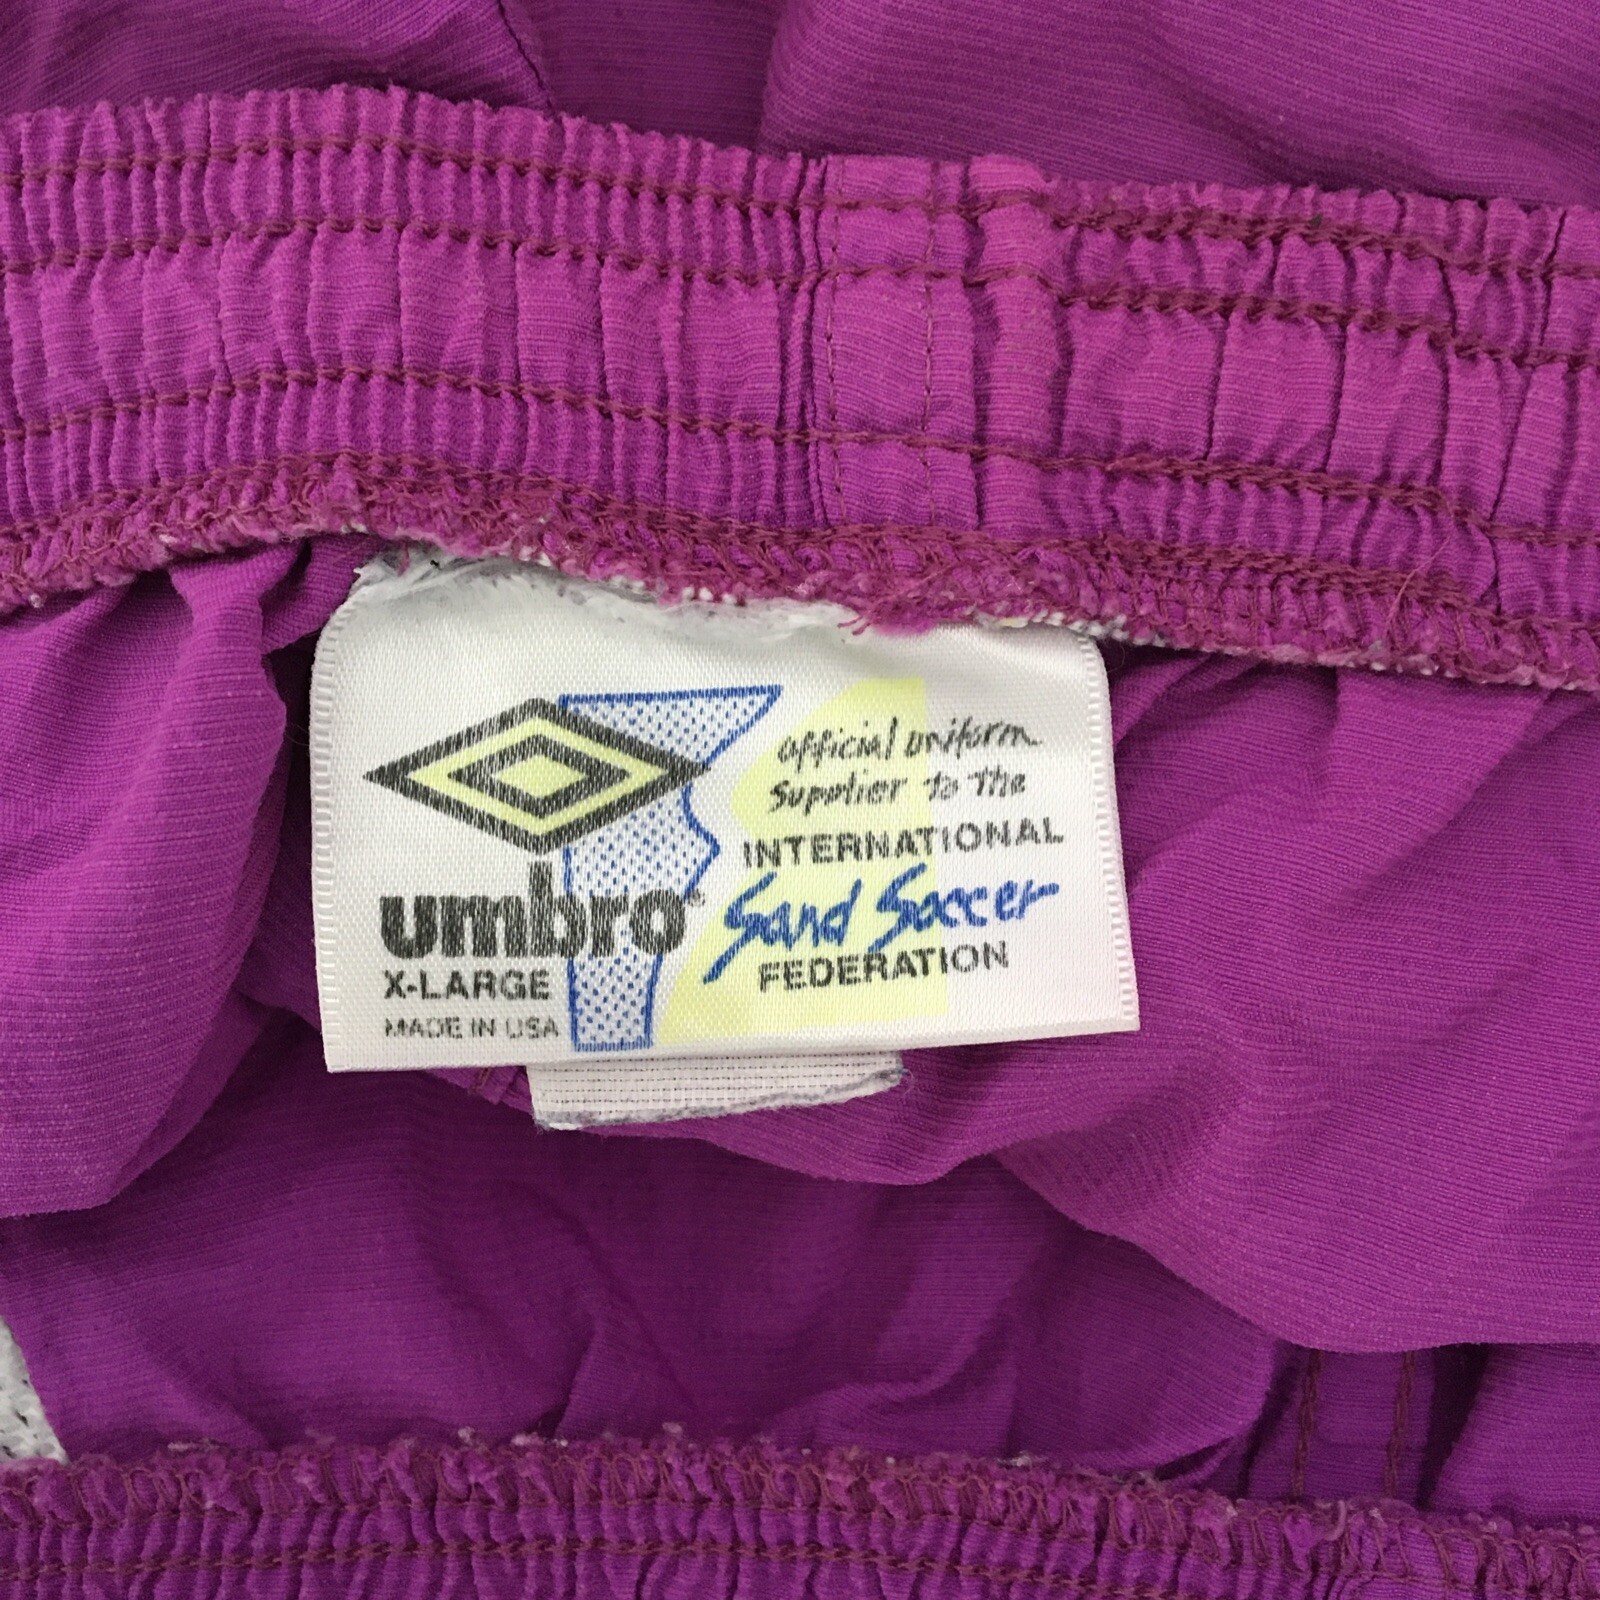 umbro®
X-LARGE
MADE IN USA
official uniform
supplier to the
INTERNATIONAL
Sand Soccer
FEDERATION